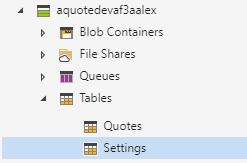 aquotedevaf3aalex
Blob Containers
File Shares
Queues
Tables
Quotes
Settings